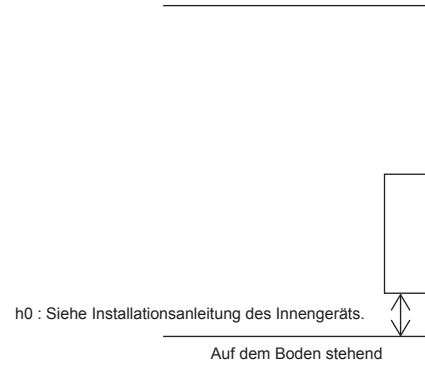 h0 : Siehe Installationsanleitung des Innengeräts.
Auf dem Boden stehend